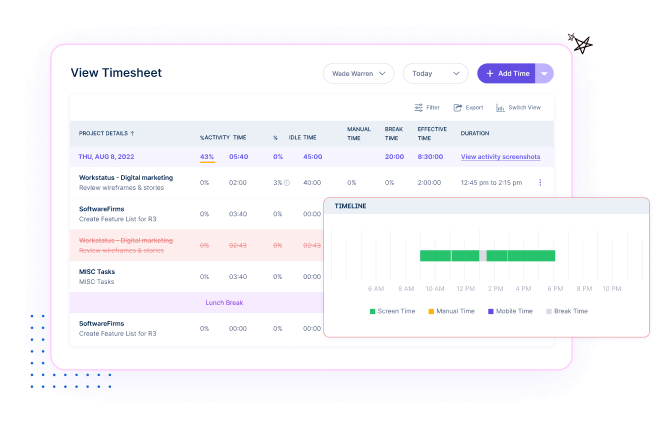 View Timesheet
Wade Warren
Today
+ Add Time
Filter
Export
Switch View
PROJECT DETAILS ↑ %ACTIVITY TIME % IDLE TIME MANUAL TIME BREAK TIME EFFECTIVE TIME DURATION
THU, AUG 8, 2022 43% 05:40 0% 45:00 20:00 8:30:00 View activity screenshots
Workstatus - Digital marketing
Review wireframes & stories
0% 02:00 3% 40:00 0% 0% 2:00:00 12:45 pm to 2:15 pm
SoftwareFirms
Create Feature List for R3
0% 03:40 0% 00:00
Workstatus - Digital marketing
Review wireframes & stories
0% 02:43 0% 02:43
MISC Tasks
MISC Tasks
0% 03:40 0% 00:00
Lunch Break
SoftwareFirms
Create Feature List for R3
0% 00:00 0% 00:00
TIMELINE
6 AM 8 AM 10 AM 12 PM 2 PM 4 PM 6 PM 8 PM 10 PM
Screen Time Manual Time Mobile Time Break Time